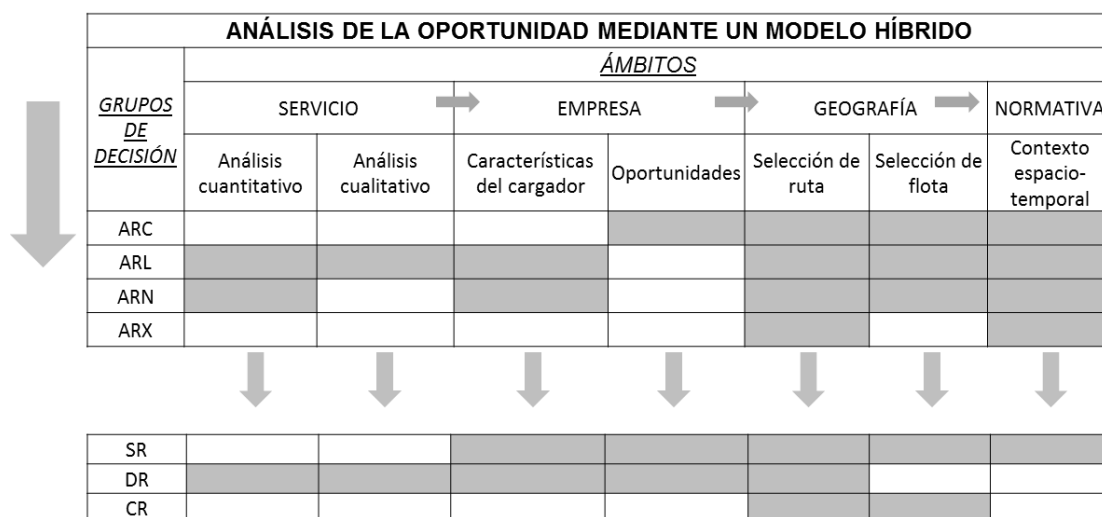 ANÁLISIS DE LA OPORTUNIDAD MEDIANTE UN MODELO HÍBRIDO
GRUPOS
DE
DECISIÓN
ÁMBITOS
SERVICIO
EMPRESA
GEOGRAFÍA
NORMATIVA
Análisis
cuantitativo
Análisis
cualitativo
Características
del cargador
Oportunidades
Selección de
ruta
Selección de
flota
Contexto
espacio-
temporal
ARC
ARL
ARN
ARX
SR
DR
CR